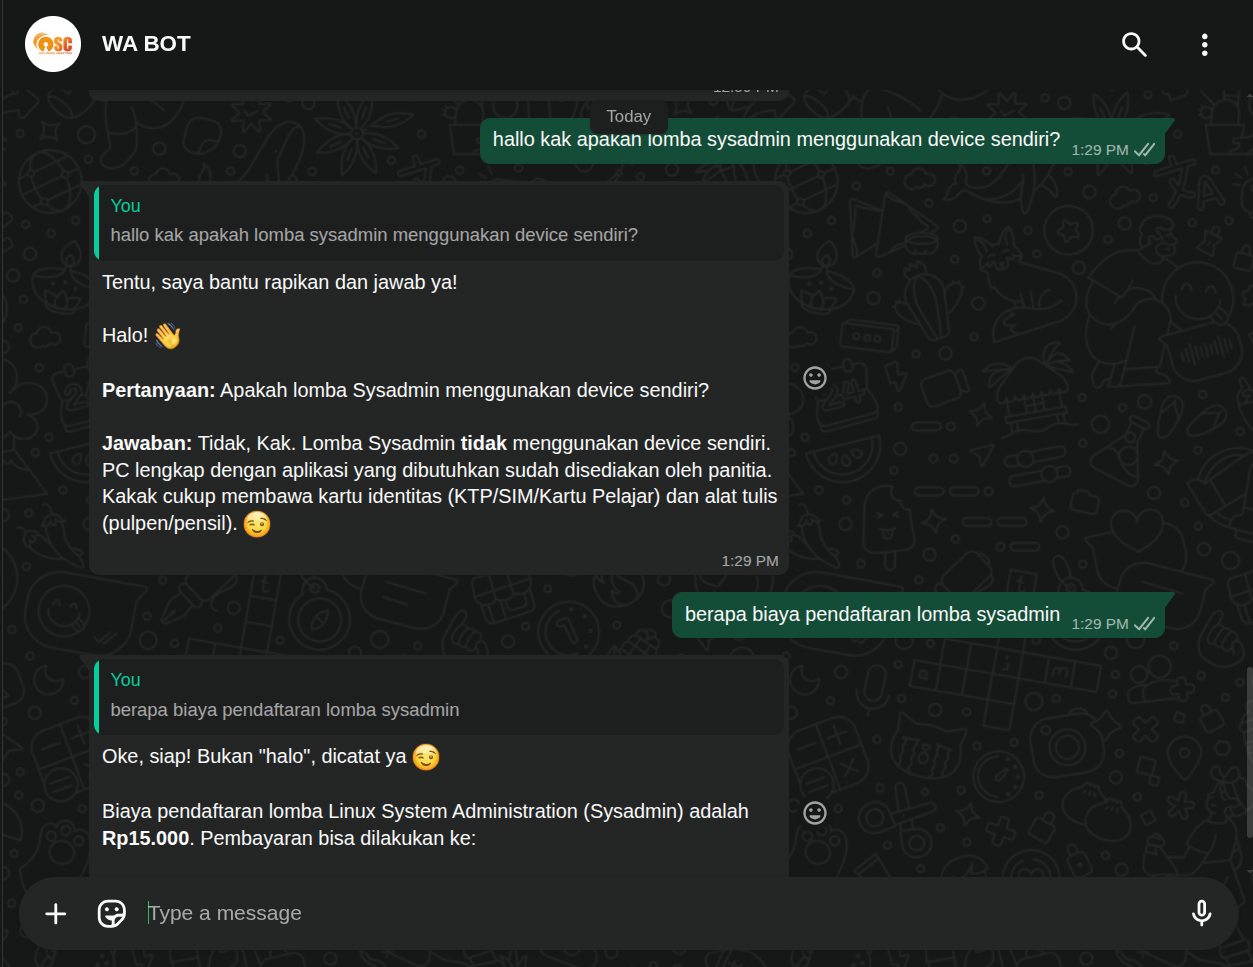 WA BOT
Today
hallo kak apakah lomba sysadmin menggunakan device sendiri?
1:29 PM
You
hallo kak apakah lomba sysadmin menggunakan device sendiri?
Tentu, saya bantu rapikan dan jawab ya!
Halo! 👋
Pertanyaan: Apakah lomba Sysadmin menggunakan device sendiri?
Jawaban: Tidak, Kak. Lomba Sysadmin tidak menggunakan device sendiri.
PC lengkap dengan aplikasi yang dibutuhkan sudah disediakan oleh panitia.
Kakak cukup membawa kartu identitas (KTP/SIM/Kartu Pelajar) dan alat tulis
(pulpen/pensil). 😉
1:29 PM
berapa biaya pendaftaran lomba sysadmin
1:29 PM
You
berapa biaya pendaftaran lomba sysadmin
Oke, siap! Bukan "halo", dicatat ya 😉
Biaya pendaftaran lomba Linux System Administration (Sysadmin) adalah
Rp15.000. Pembayaran bisa dilakukan ke:
Type a message